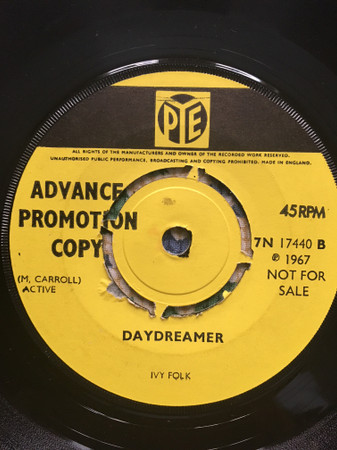 PYE
ALL RIGHTS OF THE MANUFACTURERS AND OWNER OF THE RECORDED WORK RESERVED.
UNAUTHORISED PUBLIC PERFORMANCE, BROADCASTING AND COPYING PROHIBITED. MADE IN ENGLAND.
ADVANCE
PROMOTION
COPY
45RPM
7N 17440 B
℗ 1967
NOT FOR
SALE
(M. CARROLL)
ACTIVE
DAYDREAMER
IVY FOLK